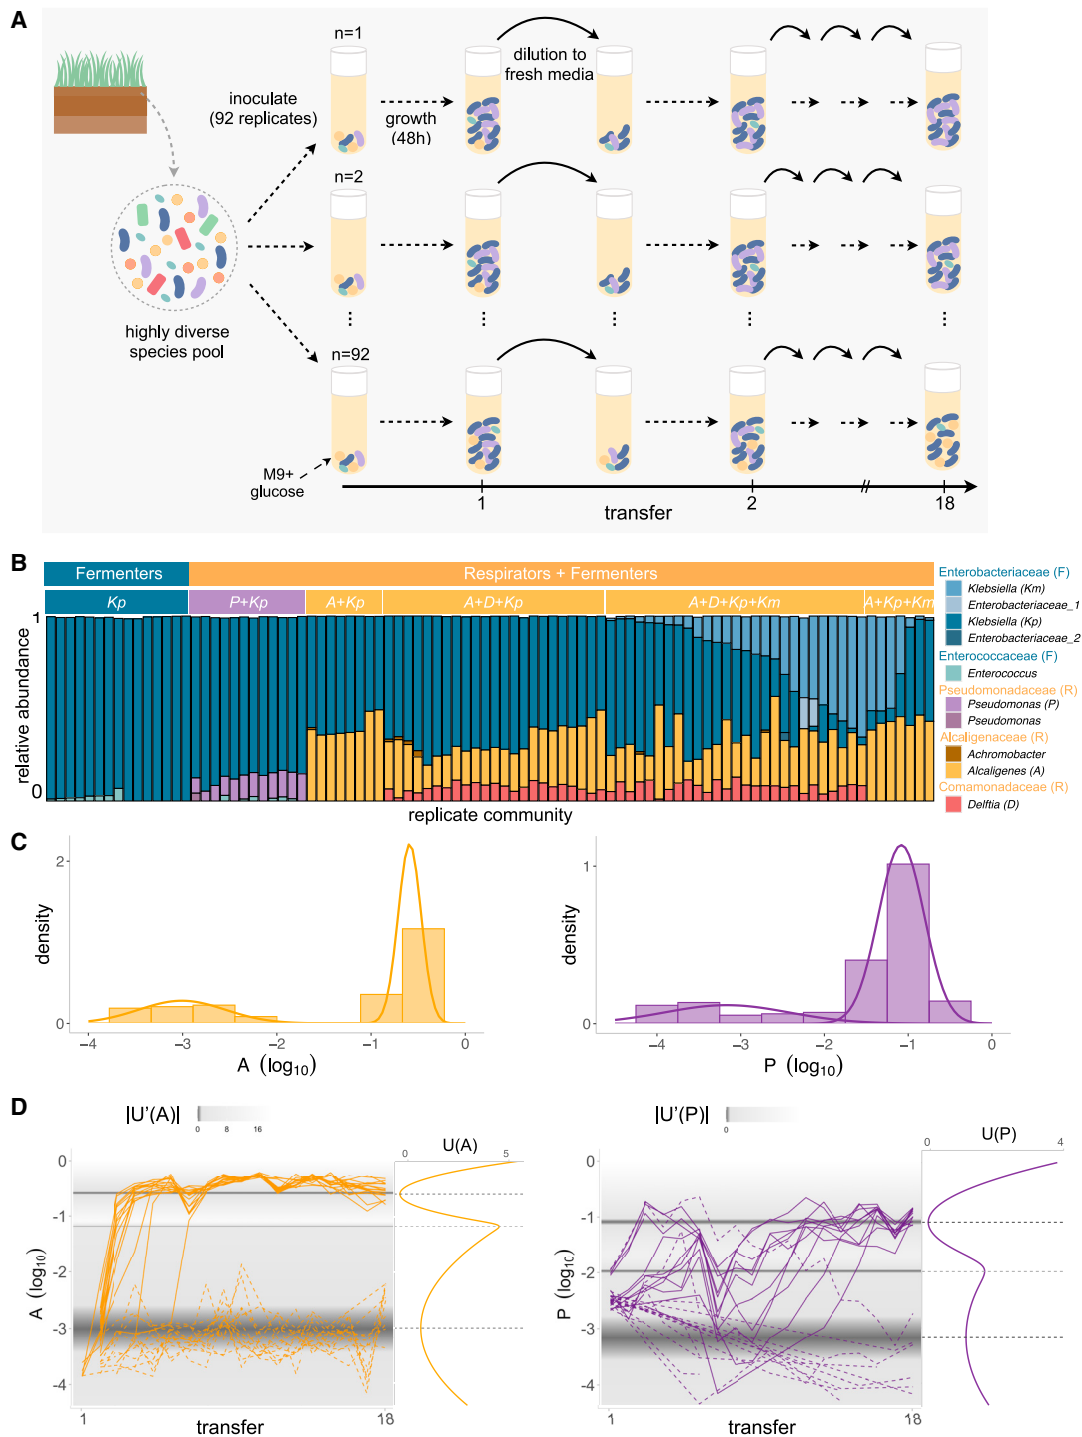 A
n=1
dilution to
fresh media
inoculate
(92 replicates)
growth
(48h)
n=2
highly diverse
species pool
n=92
M9+
glucose
1
2
18
transfer
B
Fermenters
Respirators + Fermenters
Kp
P+Kp
A+Kp
A+D+Kp
A+D+Kp+Km
A+Kp+Km
1
0
relative abundance
replicate community
Enterobacteriaceae (F)
Klebsiella (Km)
Enterobacteriaceae_1
Klebsiella (Kp)
Enterobacteriaceae_2
Enterococcaceae (F)
Enterococcus
Pseudomonadaceae (R)
Pseudomonas (P)
Pseudomonas
Alcaligenaceae (R)
Achromobacter
Alcaligenes (A)
Comamonadaceae (R)
Delftia (D)
C
density
2
0
−4
−3
−2
−1
0
A (log10)
density
1
0
−4
−3
−2
−1
0
P (log10)
D
|U'(A)|
0 8 16
U(A)
0 5
0
-1
-2
-3
-4
A (log10)
1
18
transfer
|U'(P)|
0
U(P)
0 4
0
-1
-2
-3
-4
P (log10)
1
18
transfer